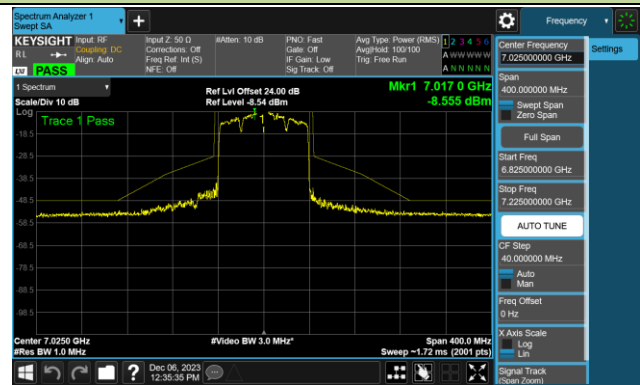 Spectrum Analyzer 1
Swept SA
Frequency
KEYSIGHT
RL
LXI
PASS
Input: RF
Coupling: DC
Align: Auto
Input Z: 50 Ω
Corrections: Off
Freq Ref: Int (S)
NFE: Off
#Atten: 10 dB
PNO: Fast
Gate: Off
IF Gain: Low
Sig Track: Off
Avg Type: Power (RMS)
Avg|Hold: 100/100
Trig: Free Run
1 2 3 4 5 6
A W W W W W
A N N N N N
Center Frequency
7.025000000 GHz
Settings
Span
400.000000 MHz
Swept Span
Zero Span
Full Span
Start Freq
6.825000000 GHz
Stop Freq
7.225000000 GHz
AUTO TUNE
CF Step
40.000000 MHz
Auto
Man
Freq Offset
0 Hz
X Axis Scale
Log
Lin
Signal Track
(Span Zoom)
1 Spectrum
Scale/Div 10 dB
Log
Ref Lvl Offset 24.00 dB
Ref Level -8.54 dBm
Mkr1 7.017 0 GHz
-8.555 dBm
Trace 1 Pass
1
-18.5
-28.5
-38.5
-48.5
-58.5
-68.5
-78.5
-88.5
-98.5
Center 7.0250 GHz
#Res BW 1.0 MHz
#Video BW 3.0 MHz*
Span 400.0 MHz
Sweep ~1.72 ms (2001 pts)
?
Dec 06, 2023
12:35:35 PM